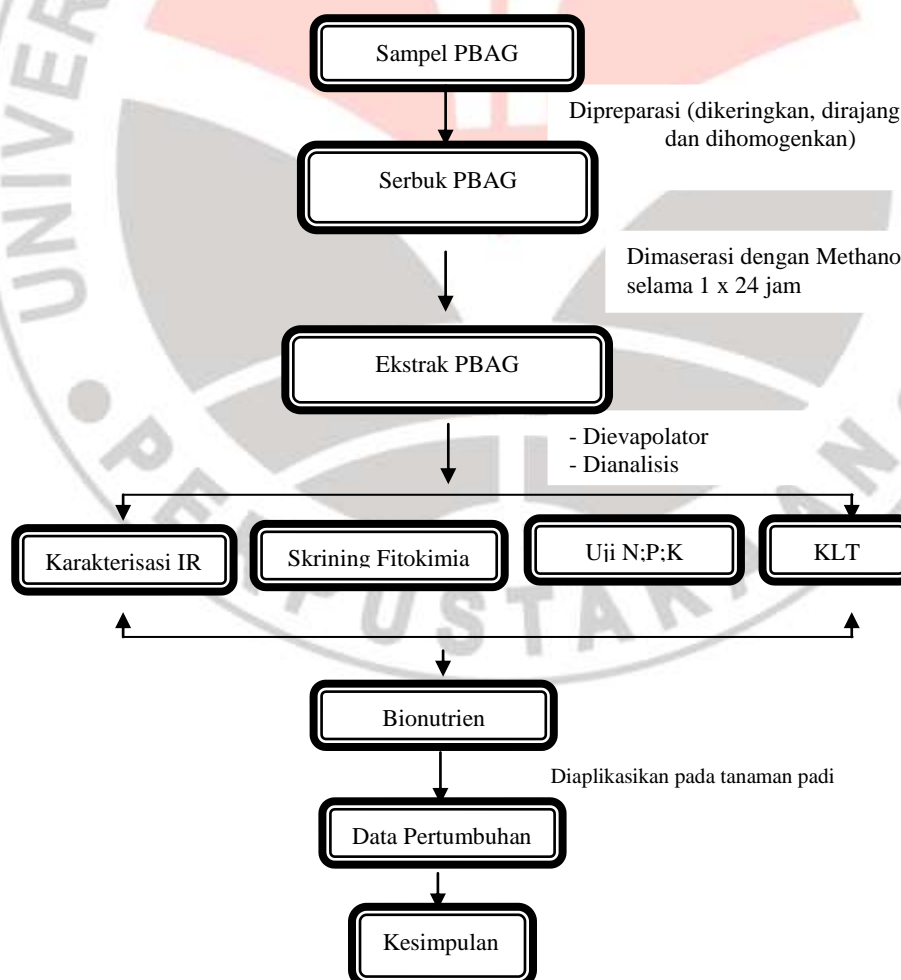 Sampel PBAG
Dipreparasi (dikeringkan, dirajang
dan dihomogenkan)
Serbuk PBAG
Dimaserasi dengan
selama 1 x 24 jam
Ekstrak PBAG
- Dievapolator
- Dianalisis
Karakterisasi IR
Skrining Fitokimia
Uji N;P;K
KLT
Bionutrien
Diaplikasikan pada tanaman padi
Data Pertumbuhan
Kesimpulan